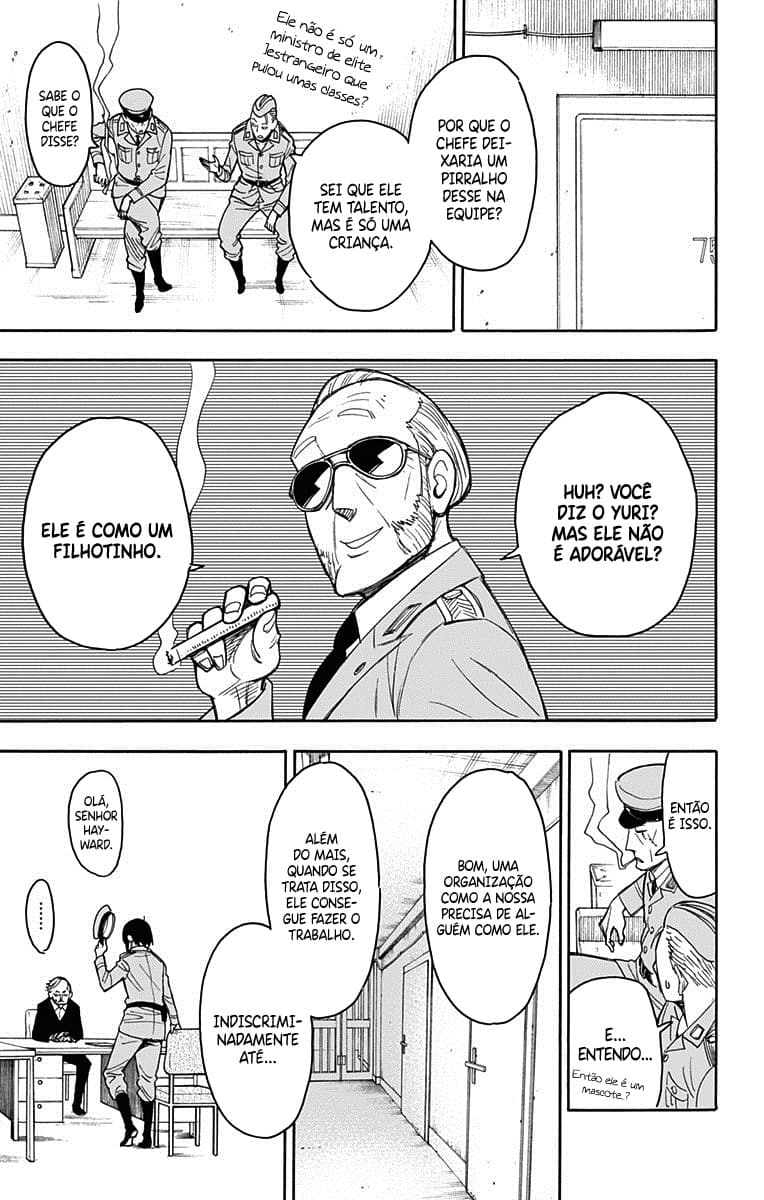 POR QUE O
CHEFE DEI-
XARIA UM
PIRRALHO
DESSE NA
EQUIPE?
75
SEI QUE ELE
TEM TALENTO,
MAS É SÓ UMA
CRIANÇA.
Ele não é só um
ministro de elite
lestrangeiro que
pulou umas classes?
SABE O
QUE O
CHEFE
DISSE?
HUH? VOCÊ
DIZ O YURI?
MAS ELE NÃO
É ADORÁVEL?
ELE É COMO UM
FILHOTINHO.
ENTÃO
É ISSO.
E...
ENTENDO...
Então ele é um
mascote.?
BOM, UMA
ORGANIZAÇÃO
COMO A NOSSA
PRECISA DE AL-
GUÉM COMO ELE.
ALÉM
DO MAIS,
QUANDO SE
TRATA DISSO,
ELE CONSE-
GUE FAZER O
TRABALHO.
INDISCRIMI-
NADAMENTE
ATÉ...
OLÁ,
SENHOR
HAY-
WARD.
......